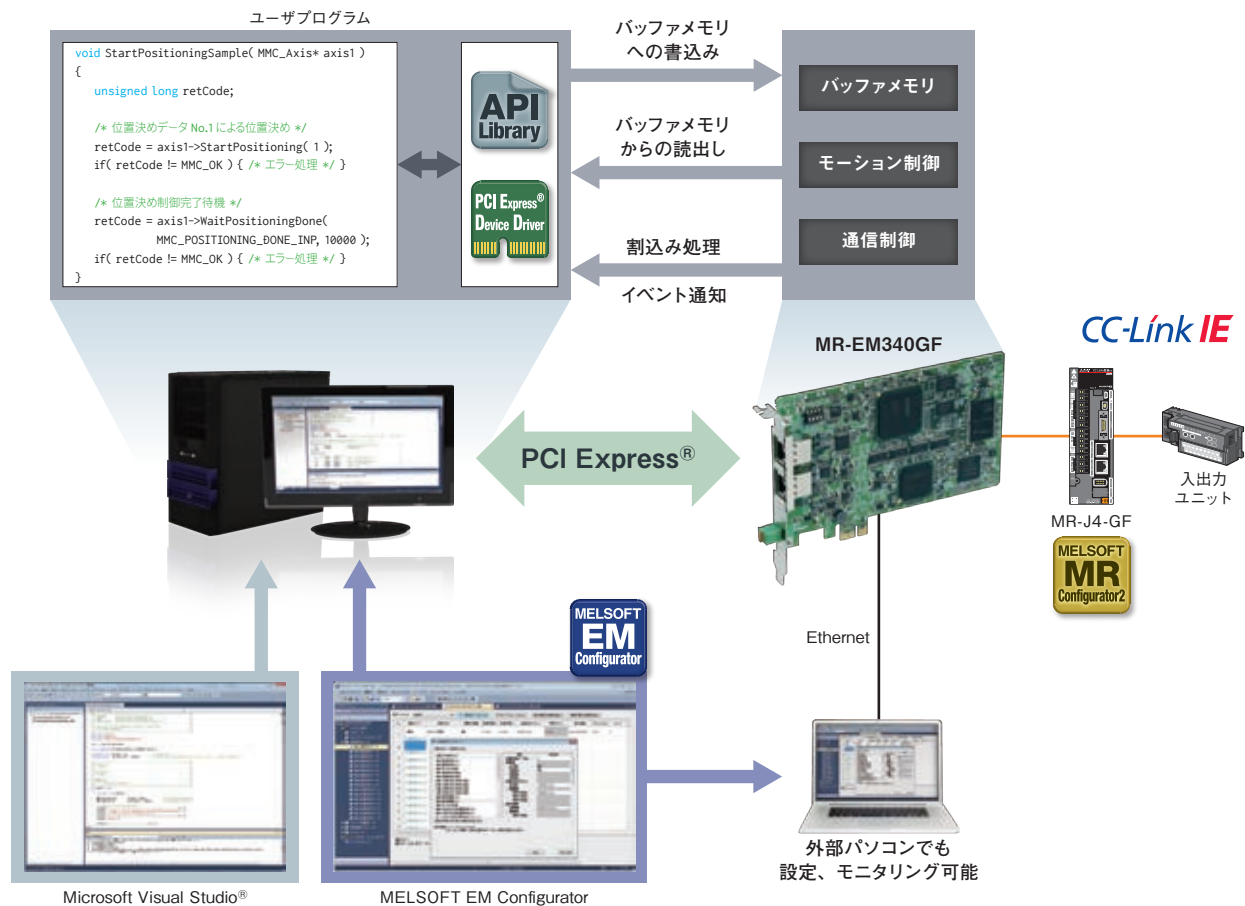 ユーザプログラム
void StartPositioningSample( MMC_Axis* axis1 )
{
unsigned long retCode;
/* 位置決めデータ No.1 による位置決め */
retCode = axis1->StartPositioning( 1 );
if( retCode != MMC_OK ) { /* エラー処理 */ }
/* 位置決め制御完了待機 */
retCode = axis1->WaitPositioningÐone(
MMC_POSITIONING_ÐONE_INP, 10000 );
if( retCode != MMC_OK ) { /* エラー処理 */ }
}
API
Library
PCI Express®
Device Driver
バッファメモリ
への書込み
バッファメモリ
からの読出し
割込み処理
イベント通知
バッファメモリ
モーション制御
通信制御
MR-EM340GF
CC-Link IE
PCI Express®
MR-J4-GF
入出力
ユニット
MELSOFT
MR
Configurator2
MELSOFT
EM
Configurator
Ethernet
外部パソコンでも
設定、モニタリング可能
Microsoft Visual Studio®
MELSOFT EM Configurator